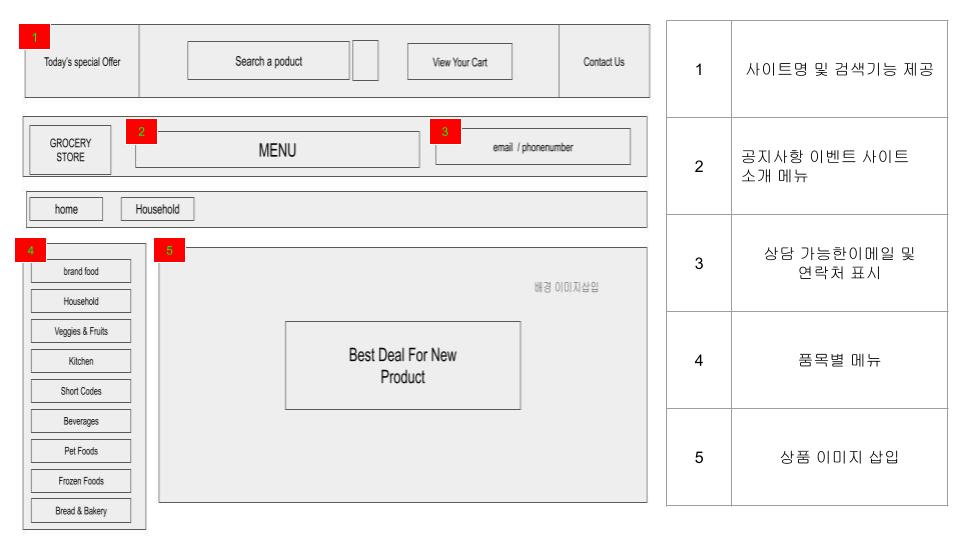 1
Today's special Offer
Search a poduct
View Your Cart
Contact Us
GROCERY
STORE
2
MENU
3
email / phonenumber
home
Household
4
brand food
Household
Veggies & Fruits
Kitchen
Short Codes
Beverages
Pet Foods
Frozen Foods
Bread & Bakery
5
배경 이미지삽입
Best Deal For New
Product
1
사이트명 및 검색기능 제공
2
공지사항 이벤트 사이트
소개 메뉴
3
상담 가능한이메일 및
연락처 표시
4
품목별 메뉴
5
상품 이미지 삽입